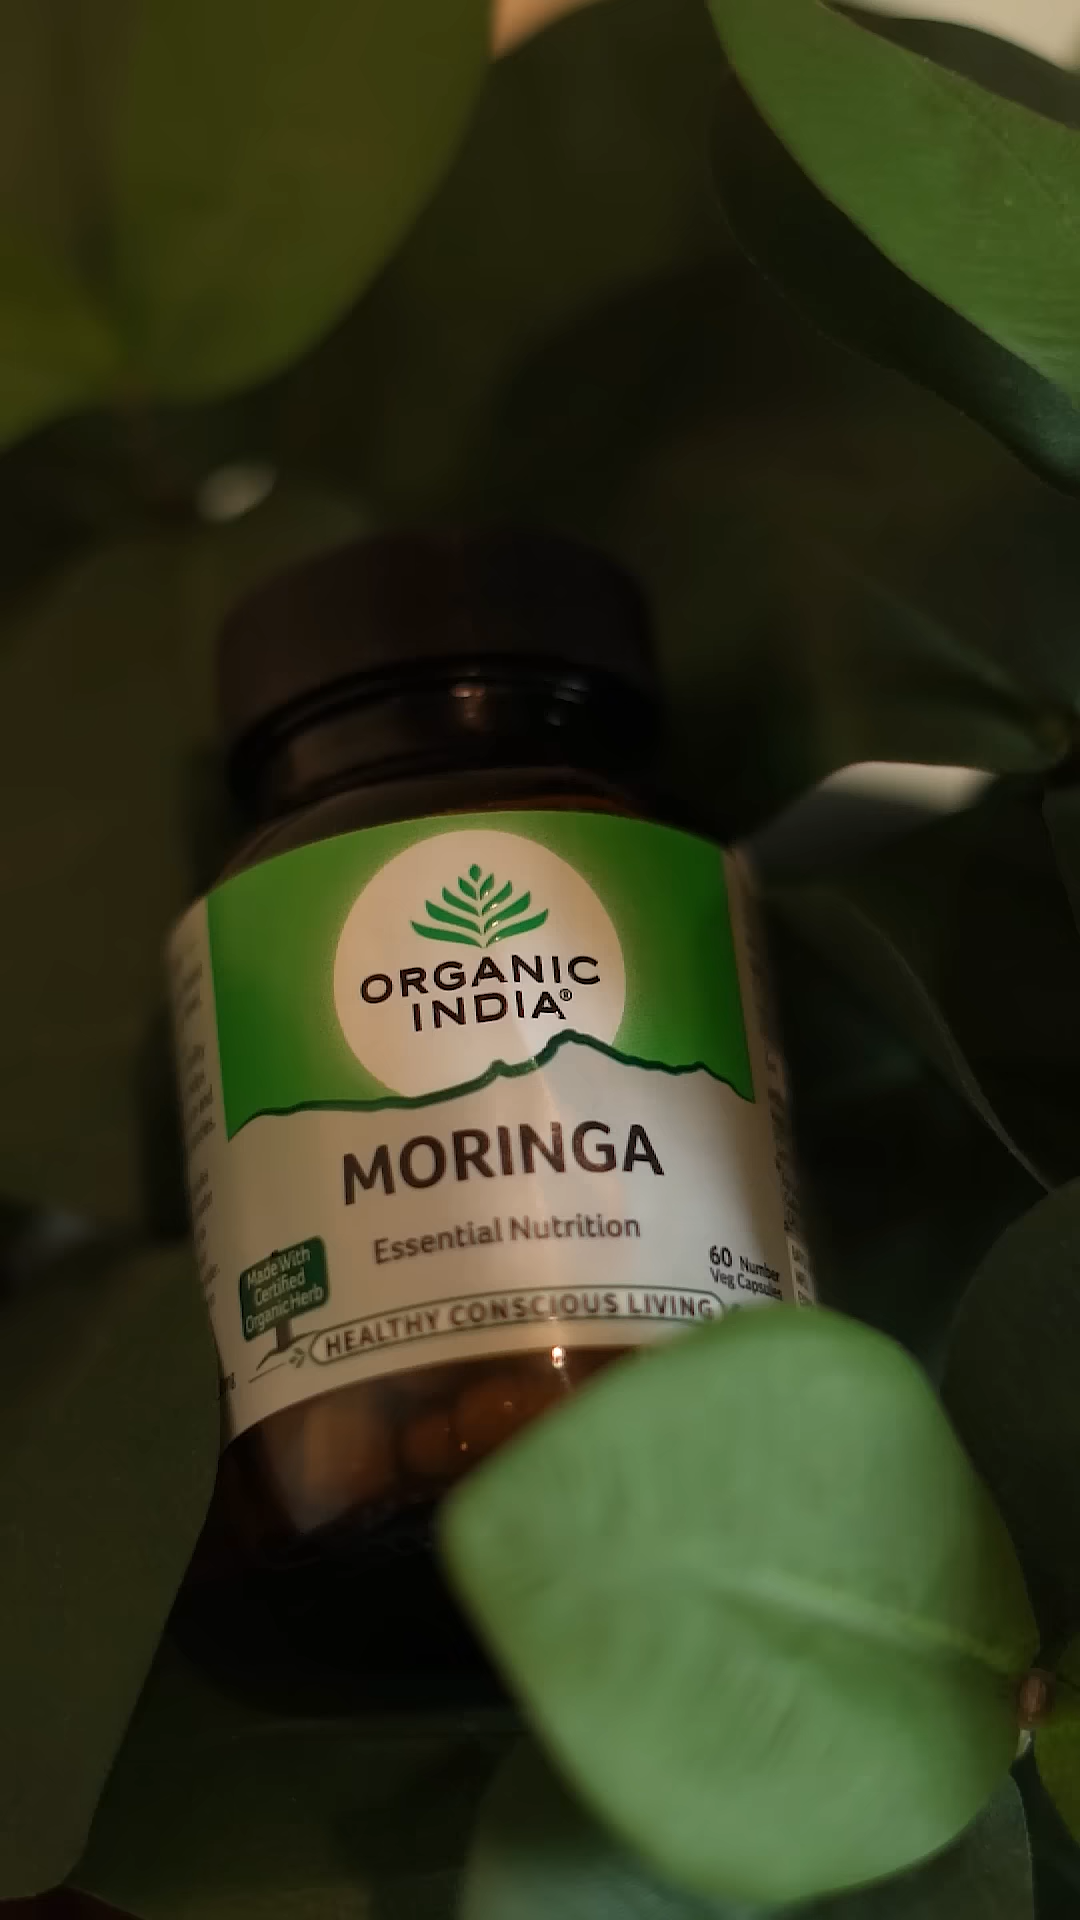 ORGANIC
INDIA®
MORINGA
Essential Nutrition
Made With
Certified
Organic Herb
60 Number
Veg Capsules
HEALTHY CONSCIOUS LIVING